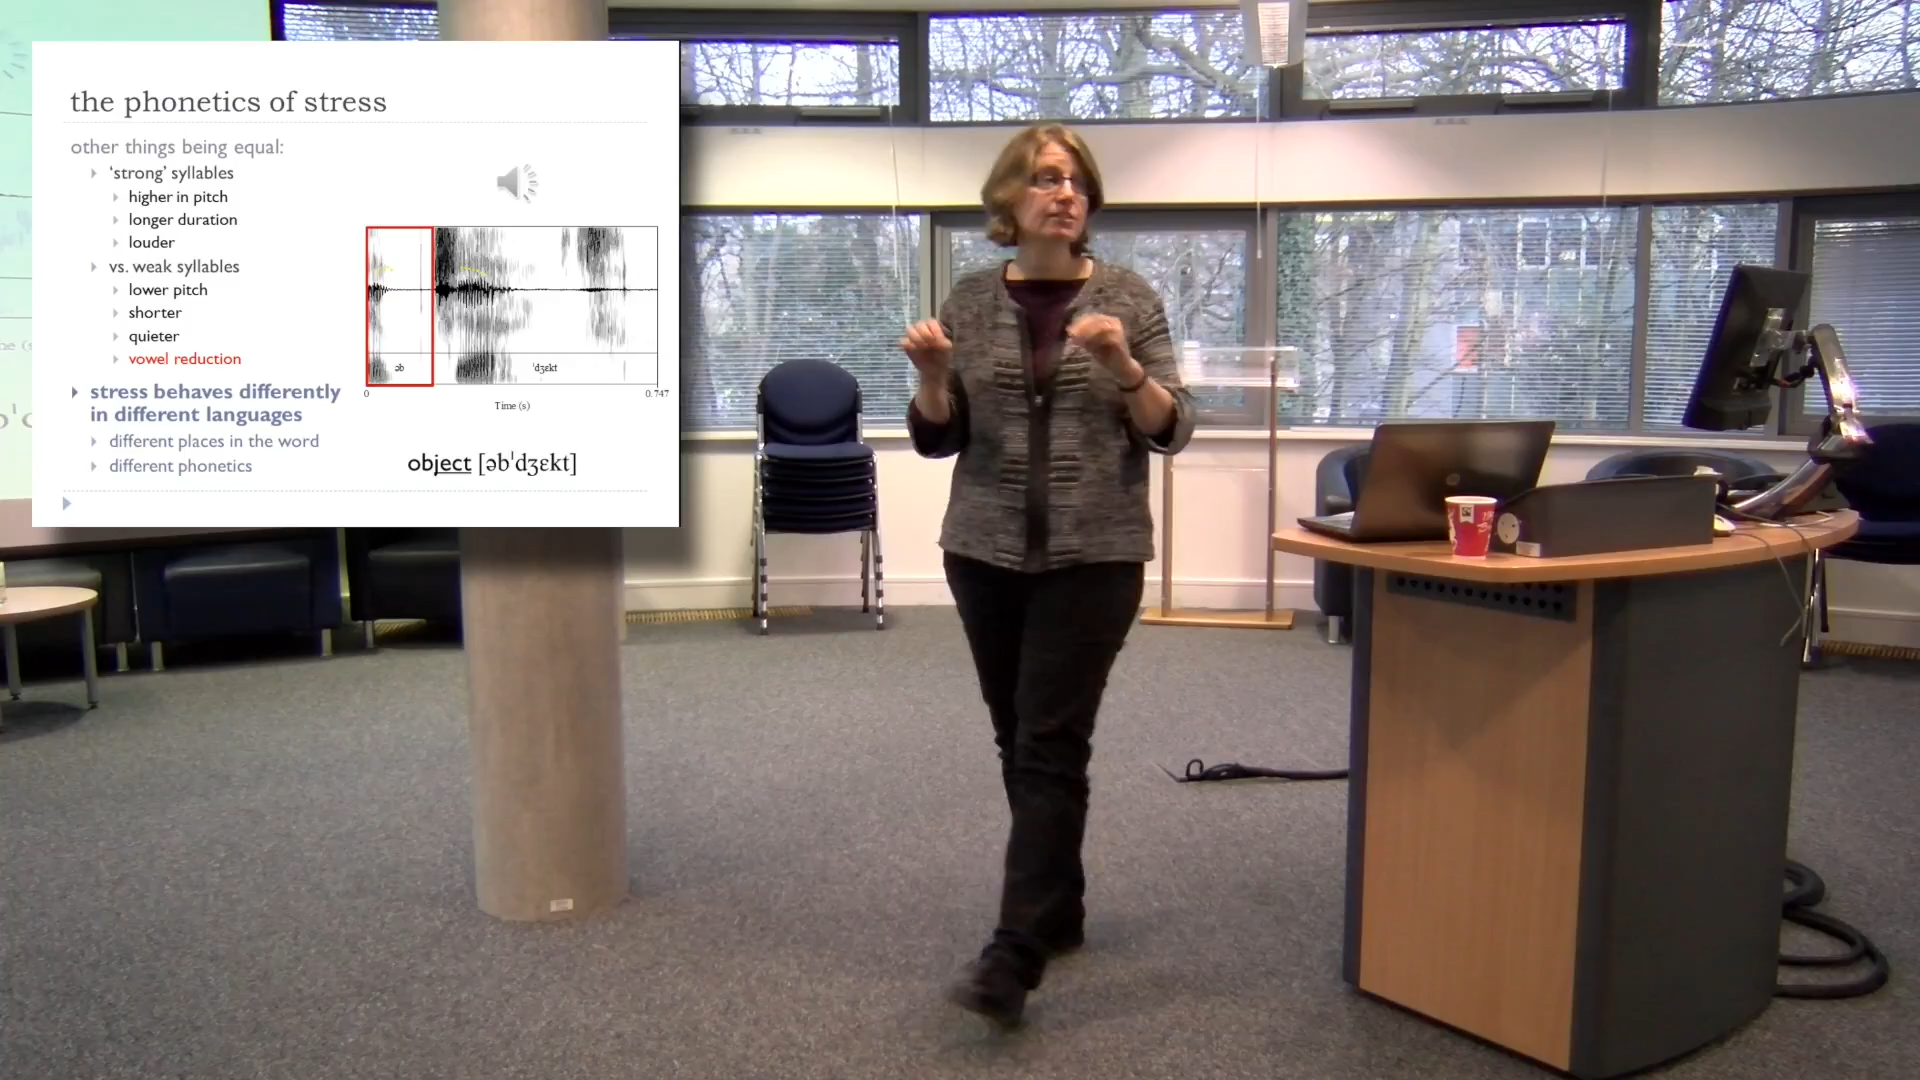 the phonetics of stress
other things being equal:
'strong' syllables
higher in pitch
longer duration
louder
vs. weak syllables
lower pitch
shorter
quieter
vowel reduction
stress behaves differently
in different languages
different places in the word
different phonetics
əb
ˈdʒɛkt
0
0.747
Time (s)
object [əbˈdʒɛkt]